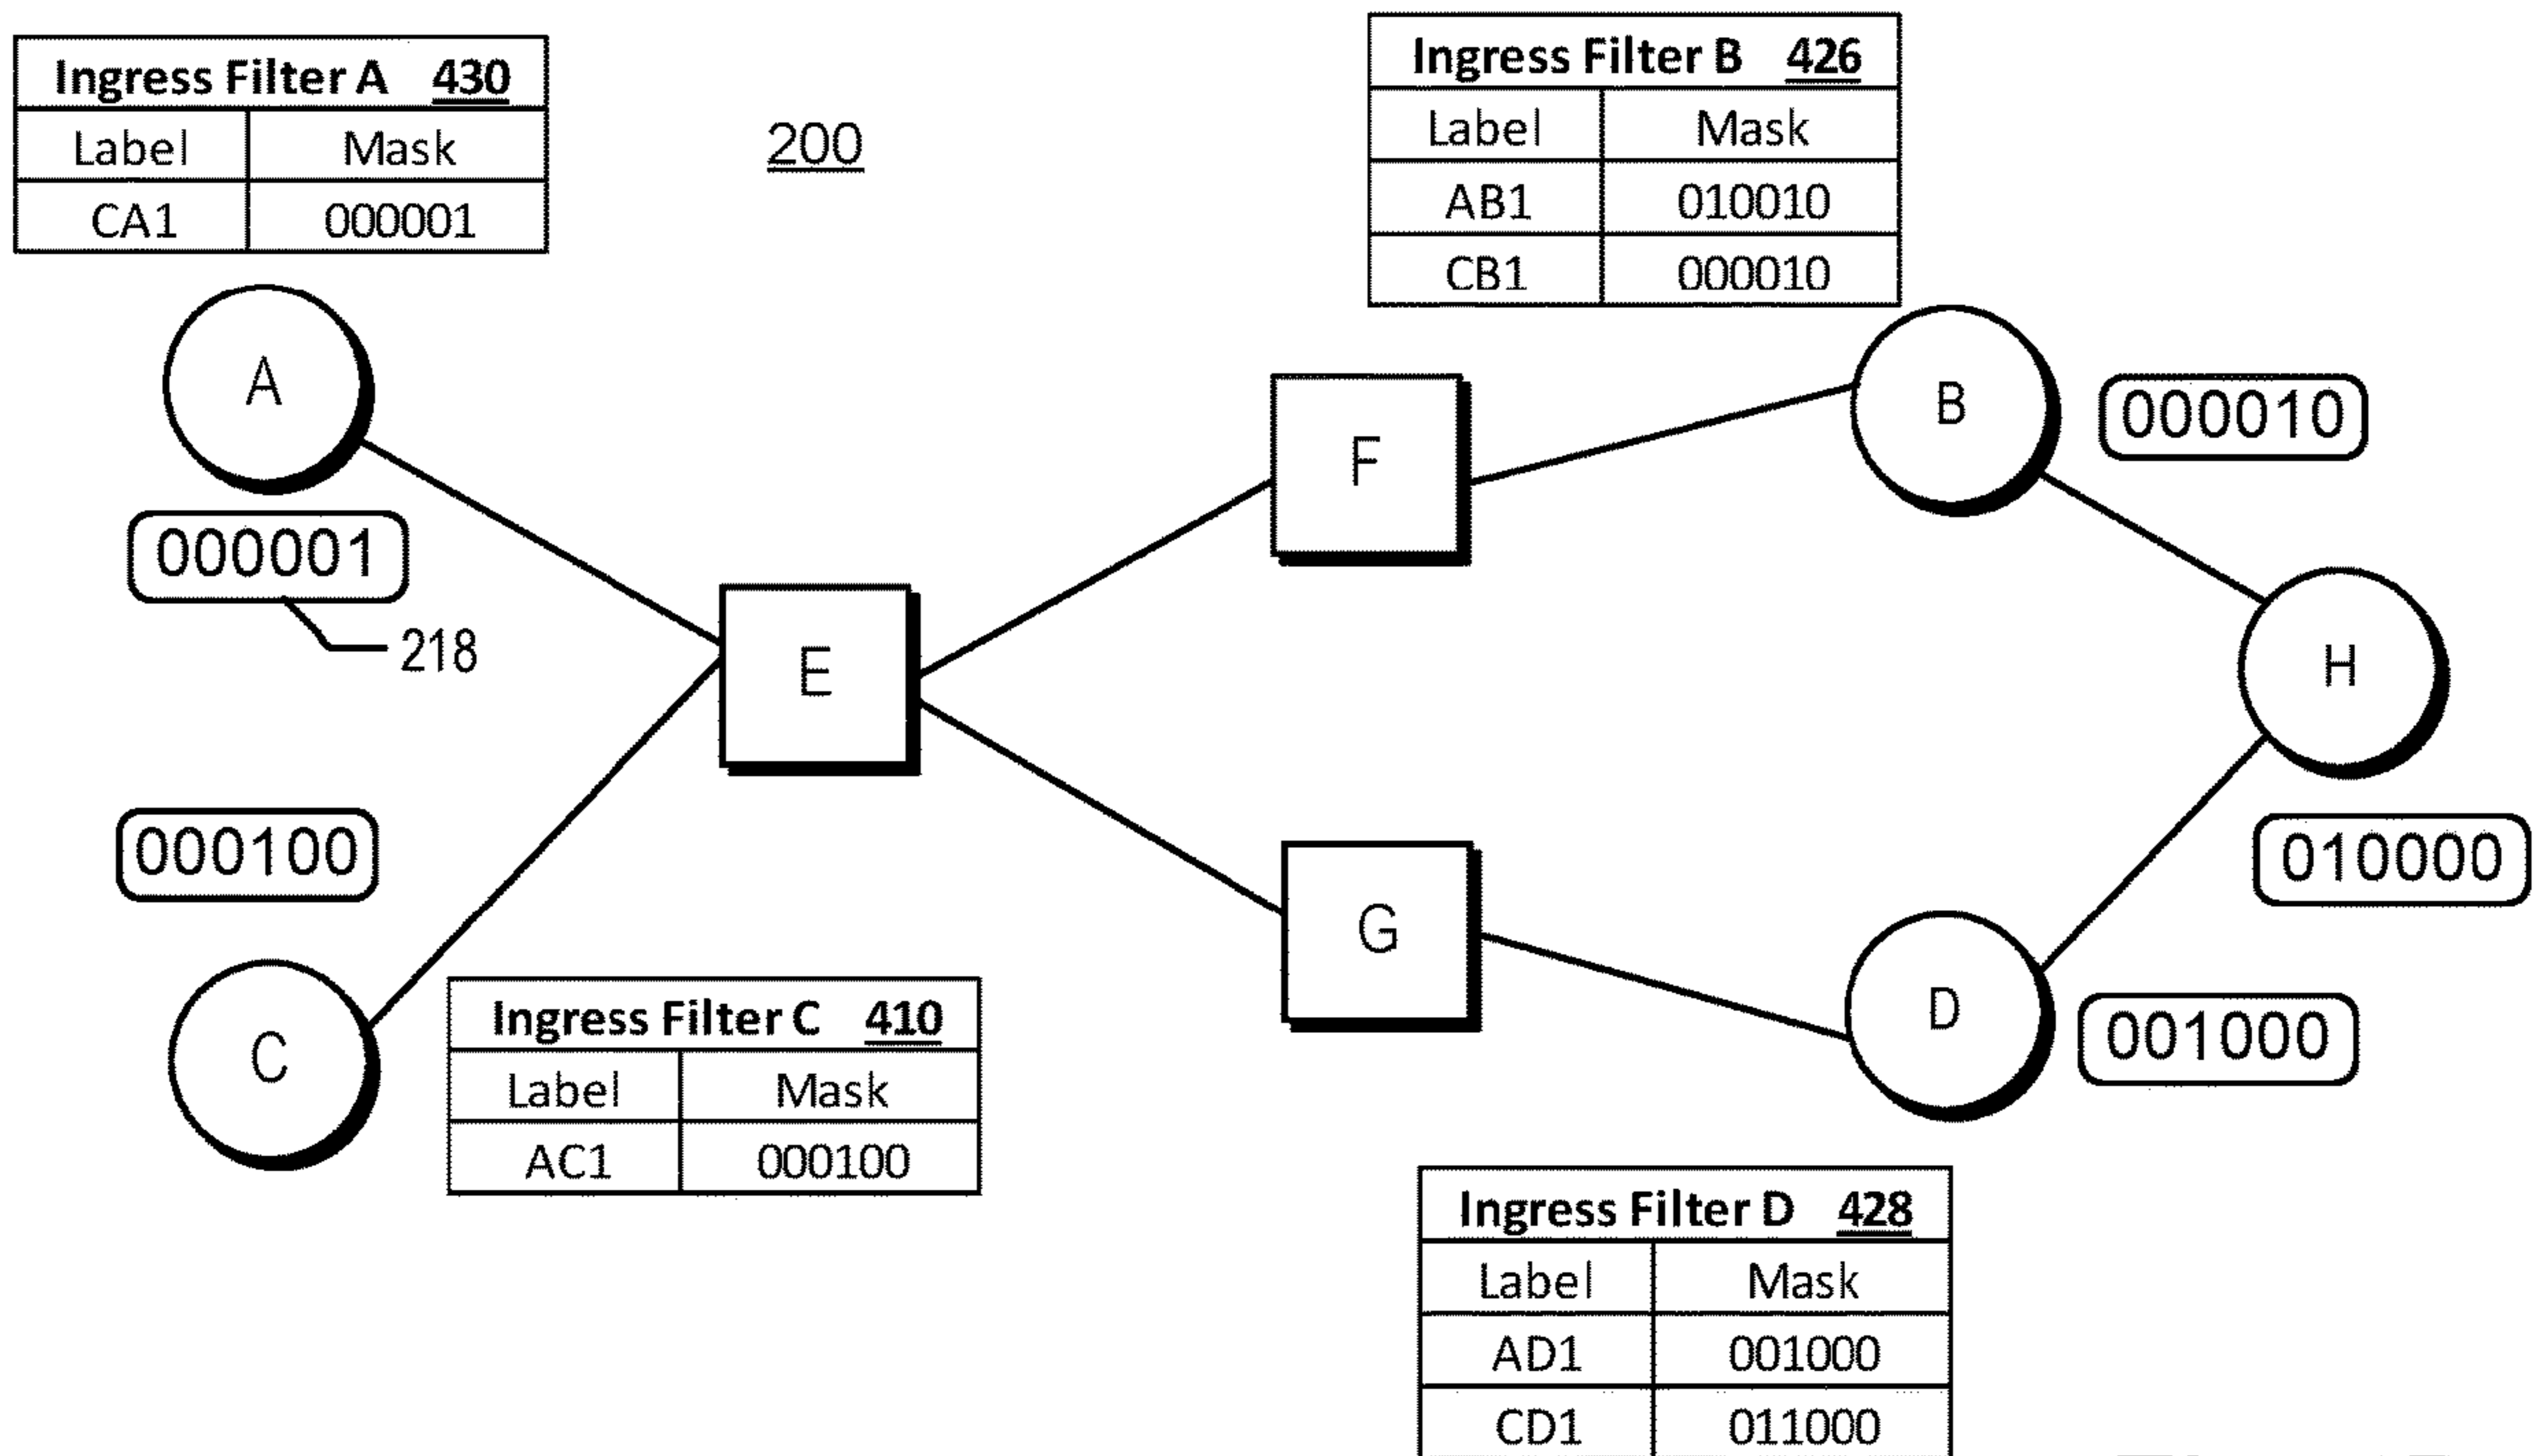 Ingress Filter A 430
Label Mask
CA1 000001
200
Ingress Filter B 426
Label Mask
AB1 010010
CB1 000010
A
000001
218
F
B
000010
E
H
000100
010000
C
G
D
001000
Ingress Filter C 410
Label Mask
AC1 000100
Ingress Filter D 428
Label Mask
AD1 001000
CD1 011000